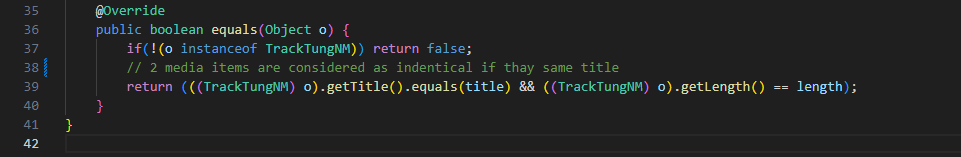 35 @Override
36 public boolean equals(Object o) {
37 if(!(o instanceof TrackTungNM)) return false;
38 // 2 media items are considered as indentical if thay same title
39 return (((TrackTungNM) o).getTitle().equals(title) && ((TrackTungNM) o).getLength() == length);
40 }
41 }
42